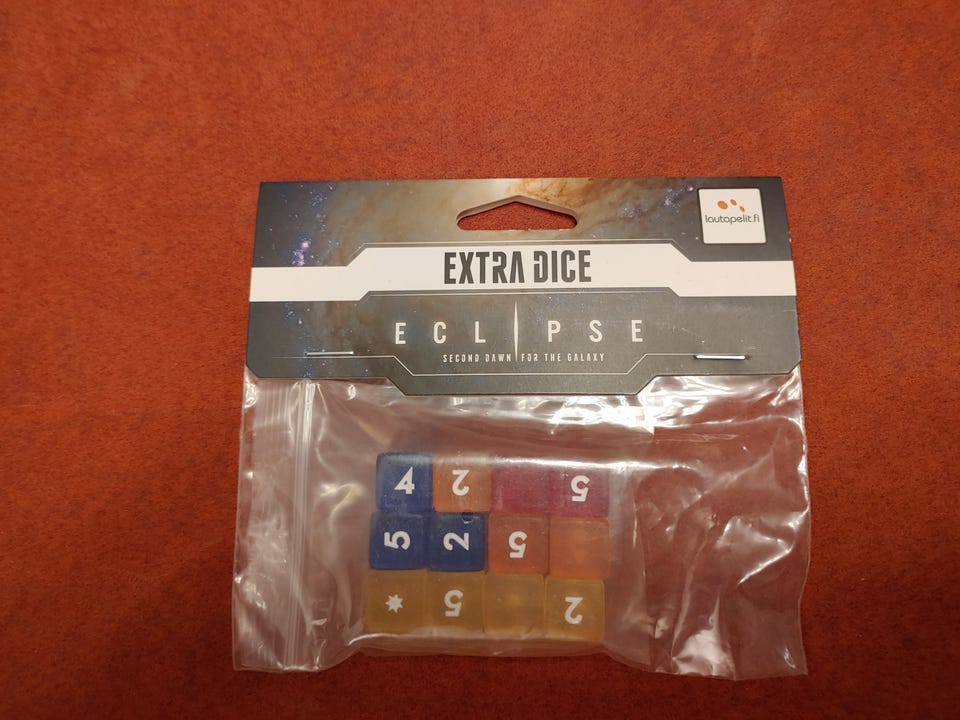 lautapelit.fi
EXTRA DICE
ECLIPSE
SECOND DAWN FOR THE GALAXY
4 2 5
5 2 5
5 2